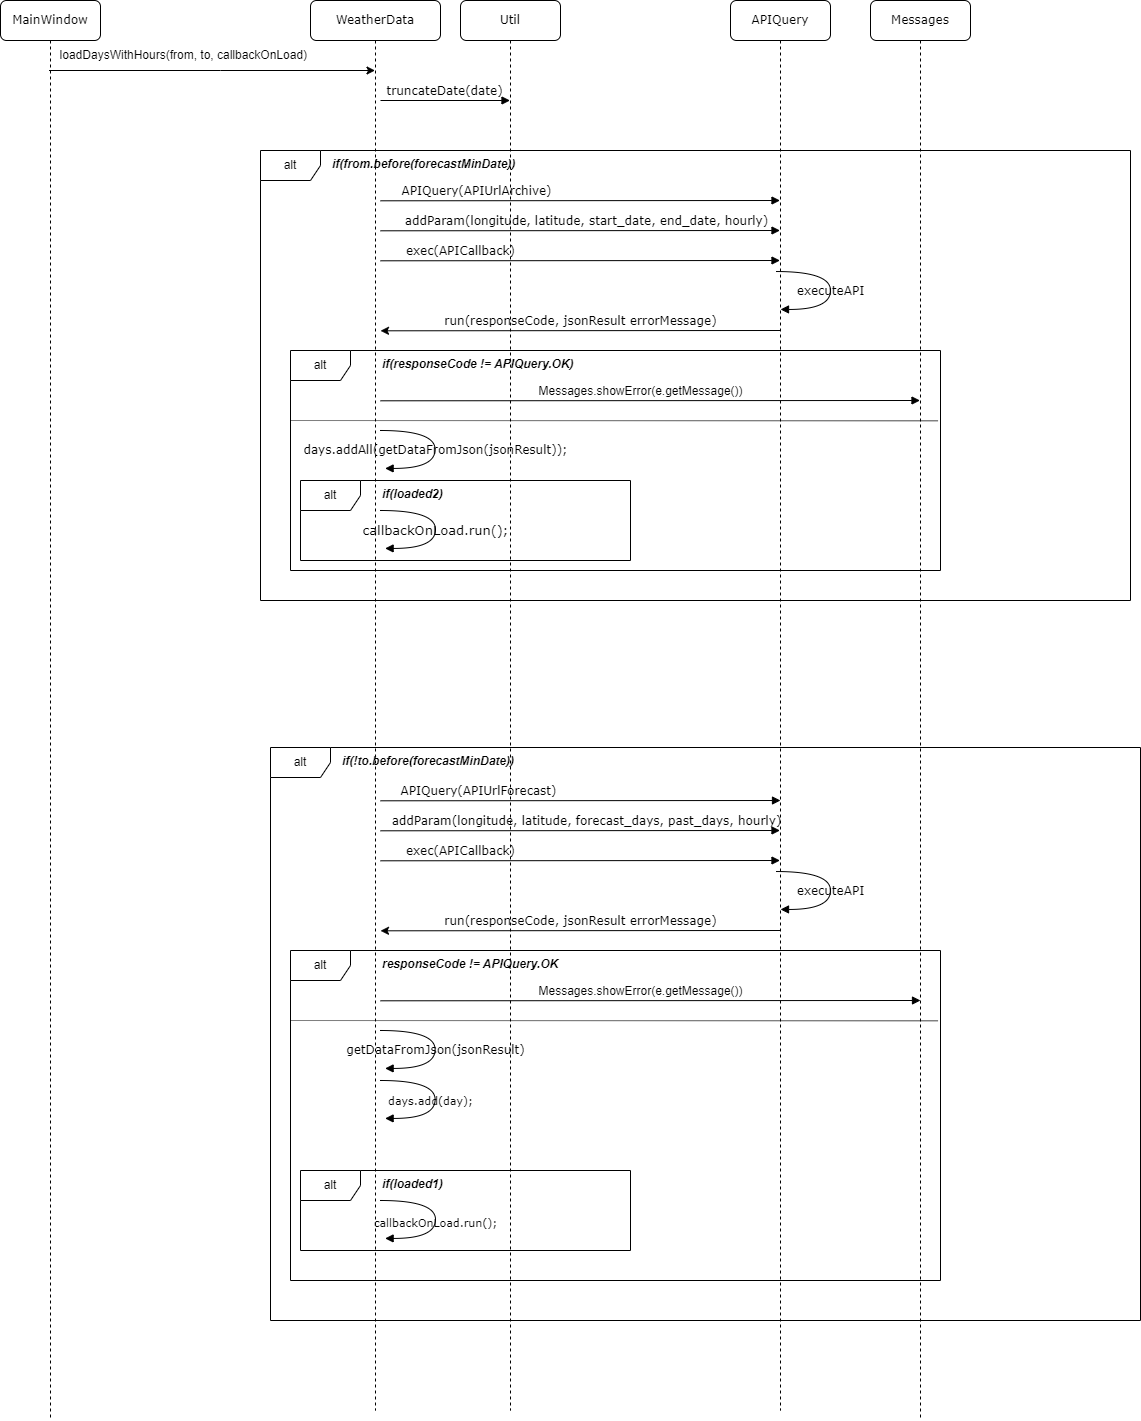 MainWindow
WeatherData
Util
APIQuery
Messages
loadDaysWithHours(from, to, callbackOnLoad)
truncateDate(date)
alt
if(from.before(forecastMinDate))
APIQuery(APIUrlArchive)
addParam(longitude, latitude, start_date, end_date, hourly)
exec(APICallback)
executeAPI
run(responseCode, jsonResult errorMessage)
alt
if(responseCode != APIQuery.OK)
Messages.showError(e.getMessage())
days.addAll(getDataFromJson(jsonResult));
alt
if(loaded2)
callbackOnLoad.run();
alt
if(!to.before(forecastMinDate))
APIQuery(APIUrlForecast)
addParam(longitude, latitude, forecast_days, past_days, hourly)
exec(APICallback)
executeAPI
run(responseCode, jsonResult errorMessage)
alt
responseCode != APIQuery.OK
Messages.showError(e.getMessage())
getDataFromJson(jsonResult)
days.add(day);
alt
if(loaded1)
callbackOnLoad.run();